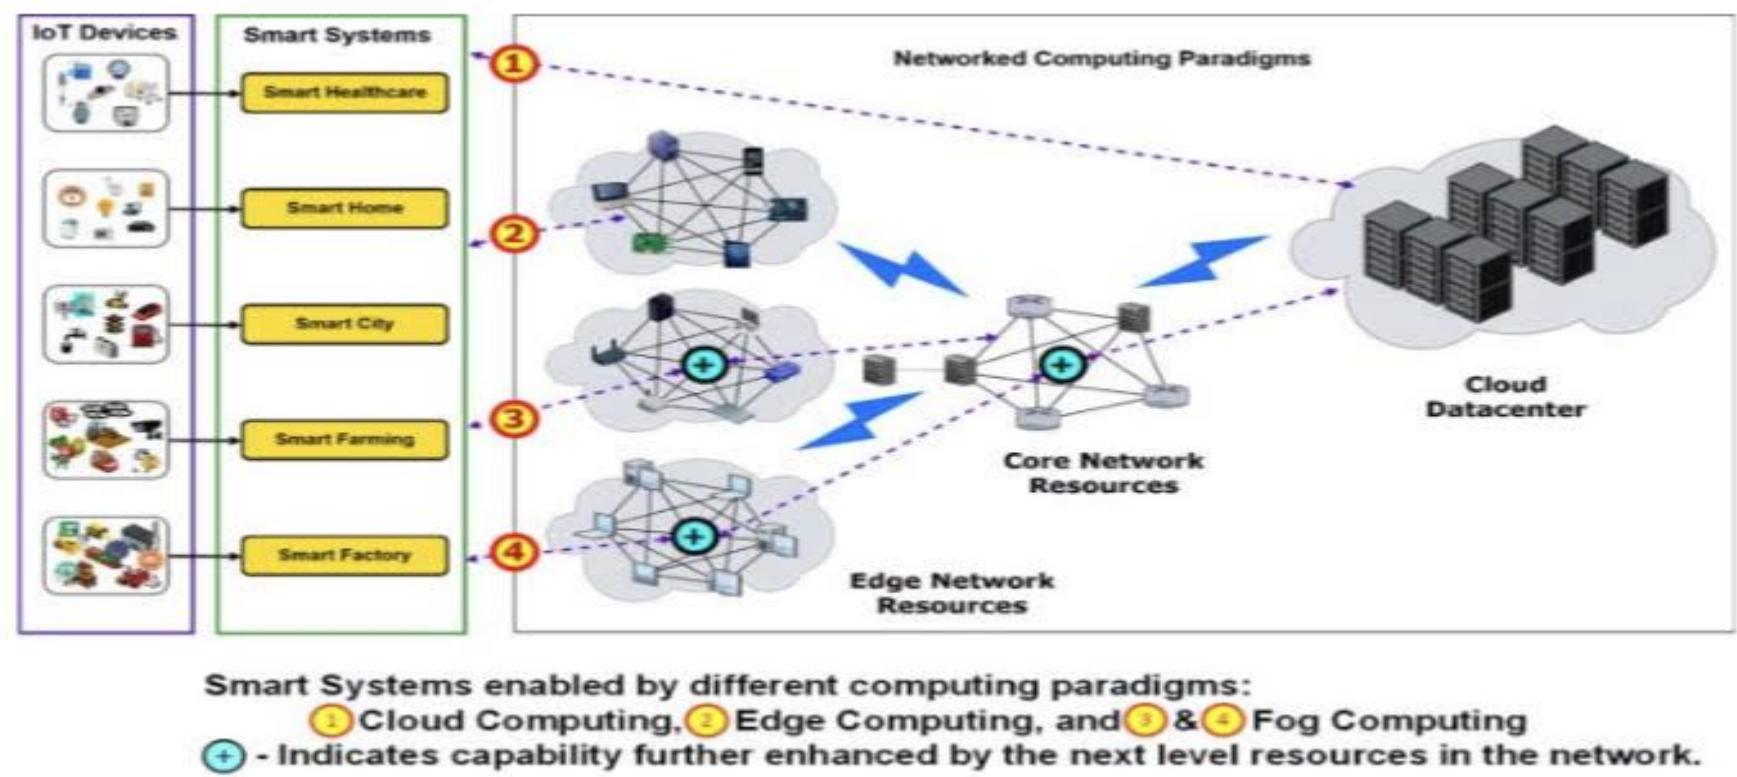 IoT Devices
Smart Systems
Networked Computing Paradigms
Smart Healthcare
Smart Home
Smart City
Smart Farming
Smart Factory
1
2
3
4
+
+
+
Cloud
Datacenter
Core Network
Resources
Edge Network
Resources
Smart Systems enabled by different computing paradigms:
1 Cloud Computing, 2 Edge Computing, and 3 & 4 Fog Computing
+ - Indicates capability further enhanced by the next level resources in the network.